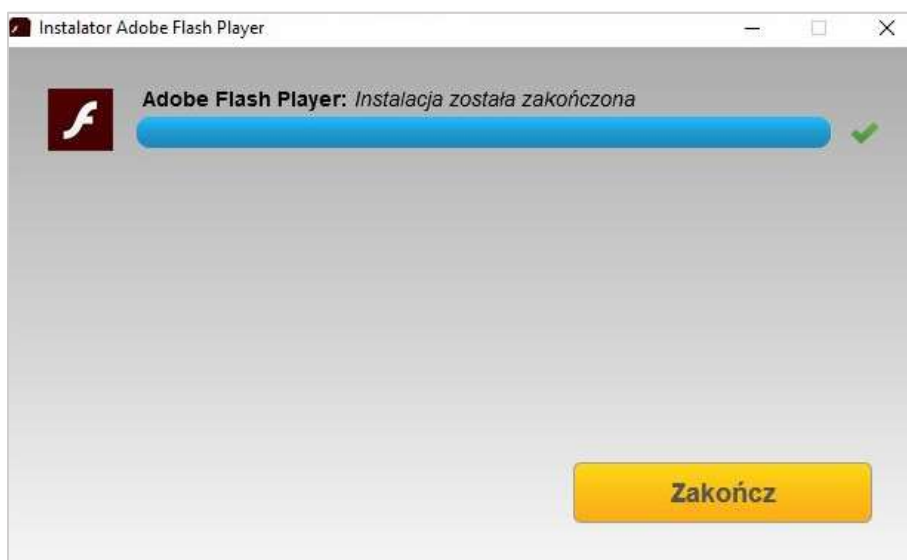 Instalator Adobe Flash Player
Adobe Flash Player: Instalacja została zakończona
Zakończ